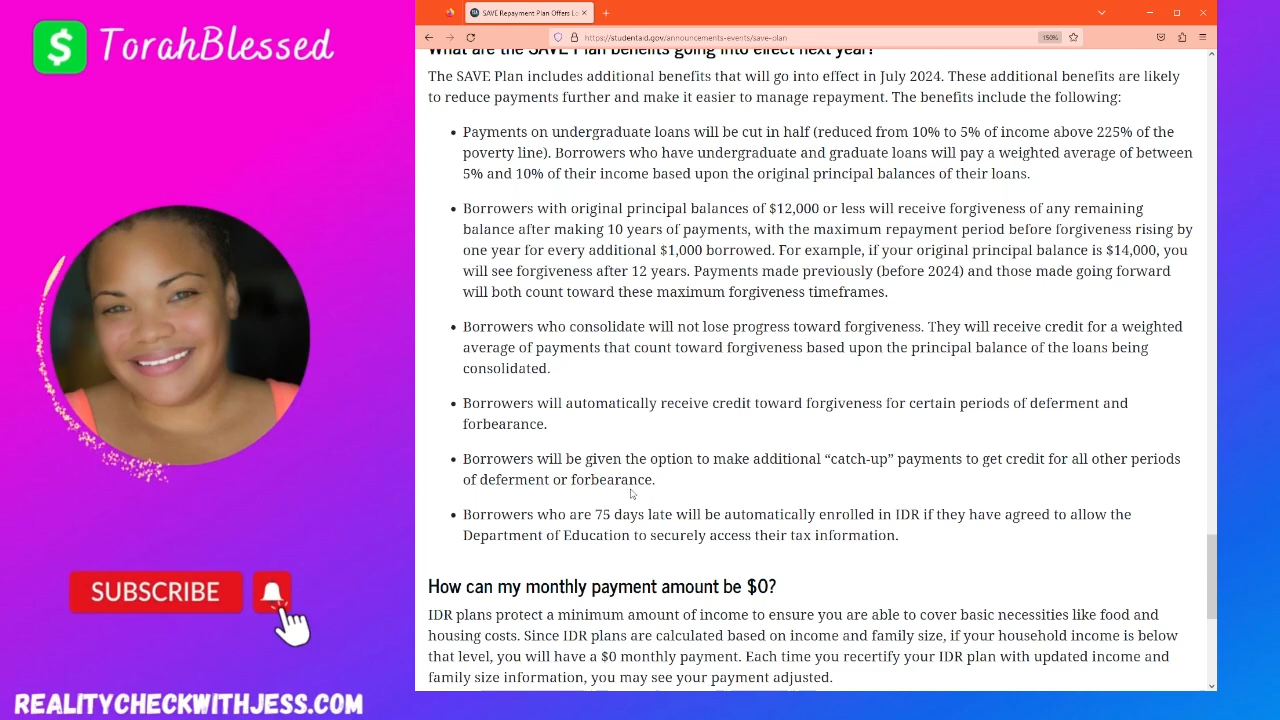 $ TorahBlessed
SAVE Repayment Plan Offers Lo
https://studentaid.gov/announcements-events/save-plan
150%
What are the SAVE Plan benefits going into effect next year?
The SAVE Plan includes additional benefits that will go into effect in July 2024. These additional benefits are likely
to reduce payments further and make it easier to manage repayment. The benefits include the following:
• Payments on undergraduate loans will be cut in half (reduced from 10% to 5% of income above 225% of the
poverty line). Borrowers who have undergraduate and graduate loans will pay a weighted average of between
5% and 10% of their income based upon the original principal balances of their loans.
• Borrowers with original principal balances of $12,000 or less will receive forgiveness of any remaining
balance after making 10 years of payments, with the maximum repayment period before forgiveness rising by
one year for every additional $1,000 borrowed. For example, if your original principal balance is $14,000, you
will see forgiveness after 12 years. Payments made previously (before 2024) and those made going forward
will both count toward these maximum forgiveness timeframes.
• Borrowers who consolidate will not lose progress toward forgiveness. They will receive credit for a weighted
average of payments that count toward forgiveness based upon the principal balance of the loans being
consolidated.
• Borrowers will automatically receive credit toward forgiveness for certain periods of deferment and
forbearance.
• Borrowers will be given the option to make additional “catch-up” payments to get credit for all other periods
of deferment or forbearance.
• Borrowers who are 75 days late will be automatically enrolled in IDR if they have agreed to allow the
Department of Education to securely access their tax information.
How can my monthly payment amount be $0?
IDR plans protect a minimum amount of income to ensure you are able to cover basic necessities like food and
housing costs. Since IDR plans are calculated based on income and family size, if your household income is below
that level, you will have a $0 monthly payment. Each time you recertify your IDR plan with updated income and
family size information, you may see your payment adjusted.
SUBSCRIBE
REALITYCHECKWITHJESS.COM